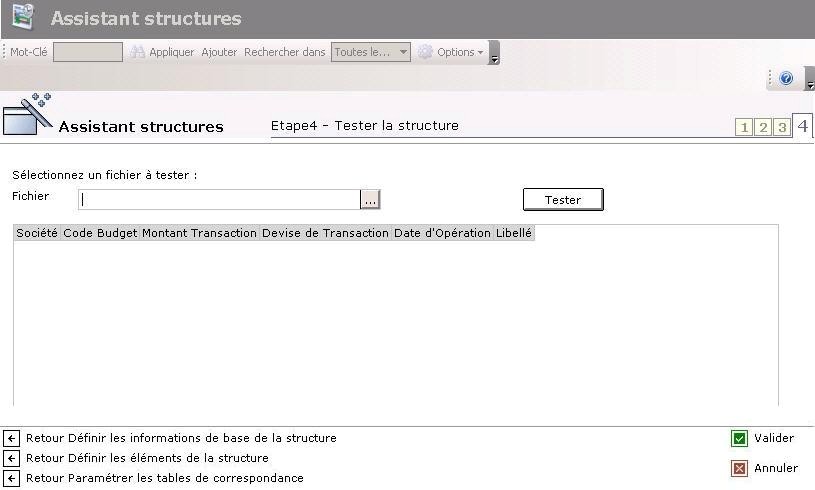 Assistant structures
Mot-Clé Appliquer Ajouter Rechercher dans Toutes le... Options
Assistant structures
Etape4 - Tester la structure
1 2 3 4
Sélectionnez un fichier à tester :
Fichier ... Tester
Société Code Budget Montant Transaction Devise de Transaction Date d'Opération Libellé
Retour Définir les informations de base de la structure
Valider
Retour Définir les éléments de la structure
Annuler
Retour Paramétrer les tables de correspondance